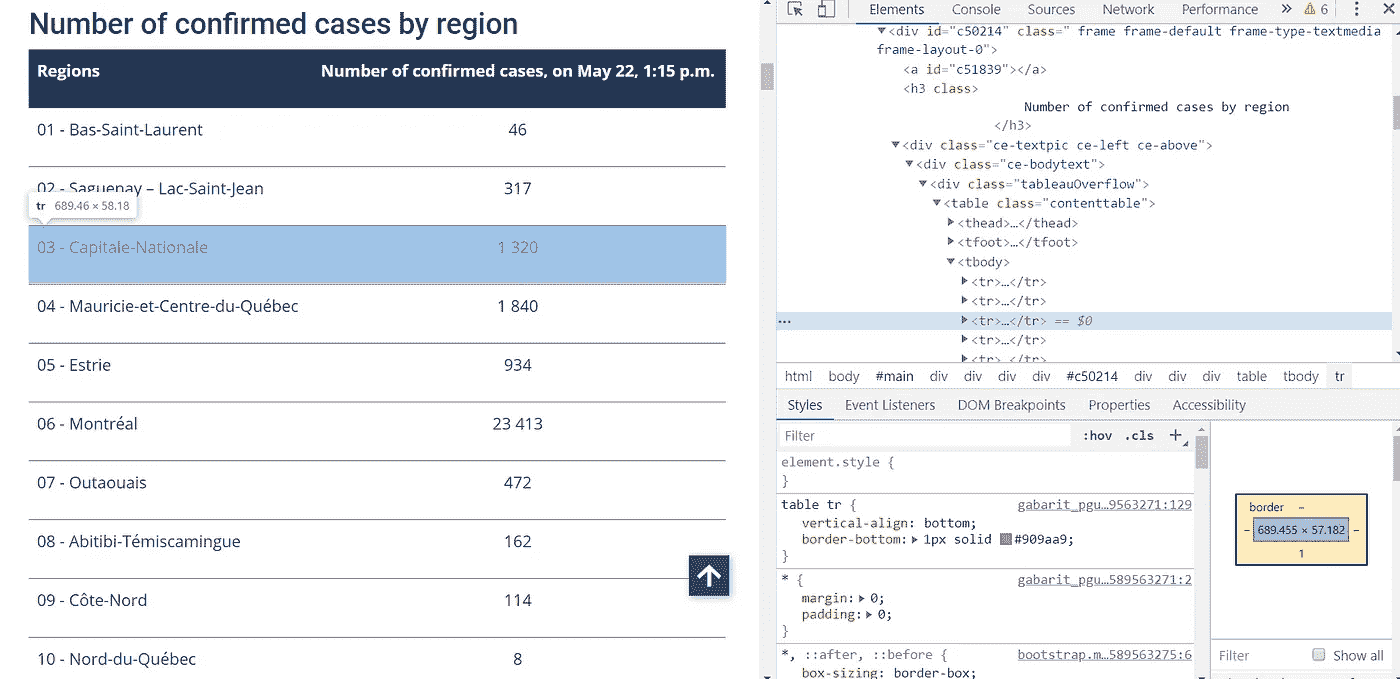 Number of confirmed cases by region
Regions Number of confirmed cases, on May 22, 1:15 p.m.
01 - Bas-Saint-Laurent 46
02 - Saguenay – Lac-Saint-Jean 317
tr 689.46 × 58.18
03 - Capitale-Nationale 1 320
04 - Mauricie-et-Centre-du-Québec 1 840
05 - Estrie 934
06 - Montréal 23 413
07 - Outaouais 472
08 - Abitibi-Témiscamingue 162
09 - Côte-Nord 114
10 - Nord-du-Québec 8
Elements Console Sources Network Performance » 6
▼<div id="c50214" class=" frame frame-default frame-type-textmedia
frame-layout-0">
<a id="c51839"></a>
<h3 class>
Number of confirmed cases by region
</h3>
▼<div class="ce-textpic ce-left ce-above">
▼<div class="ce-bodytext">
▼<div class="tableauOverflow">
▼<table class="contenttable">
▶<thead>…</thead>
▶<tfoot>…</tfoot>
▼<tbody>
▶<tr>…</tr>
▶<tr>…</tr>
… ▶<tr>…</tr> == $0
▶<tr>…</tr>
▶<tr>…</tr>
html body #main div div div div #c50214 div div div table tbody tr
Styles Event Listeners DOM Breakpoints Properties Accessibility
Filter :hov .cls +
element.style {
}
table tr { gabarit_pgu…9563271:129
vertical-align: bottom;
border-bottom:▶ 1px solid #909aa9;
}
* { gabarit_pgu…589563271:2
margin:▶ 0;
padding:▶ 0;
}
*, ::after, ::before { bootstrap.m…589563275:6
box-sizing: border-box;
border –
– 689.455 × 57.182 –
1
Filter Show all